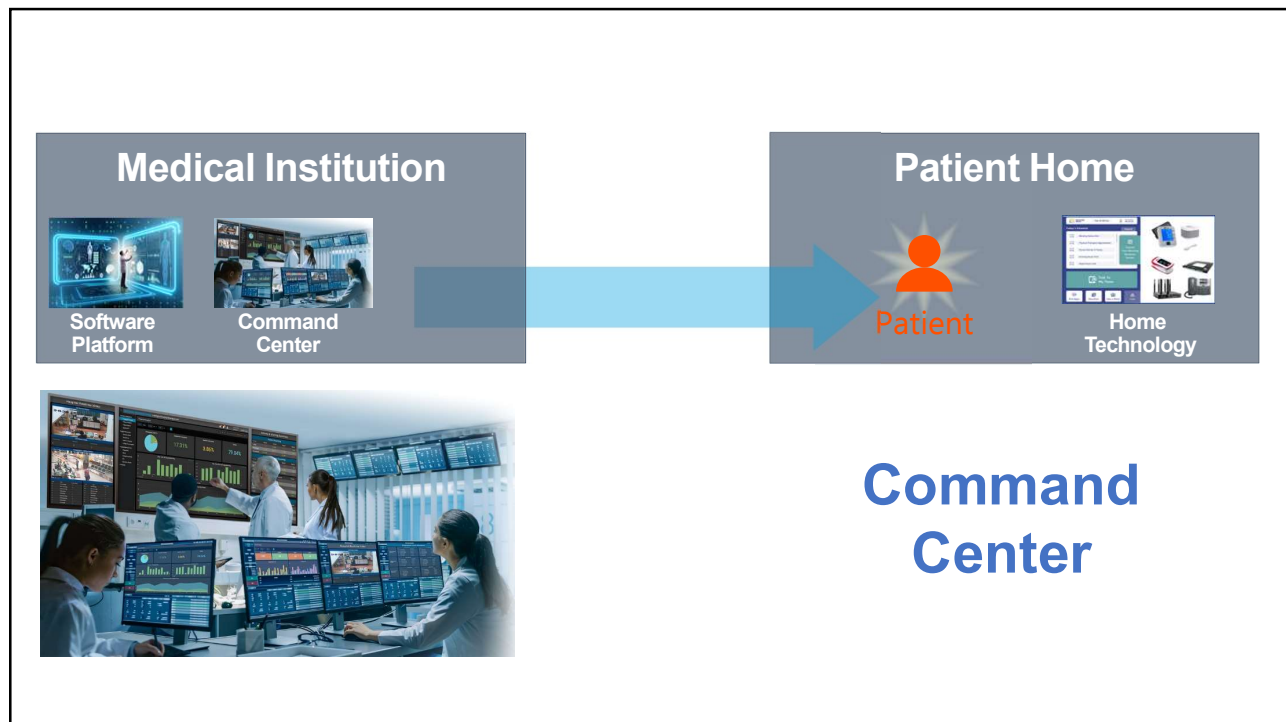 Medical Institution
Software
Platform
Command
Center
Patient Home
Patient
Home
Technology
Command
Center